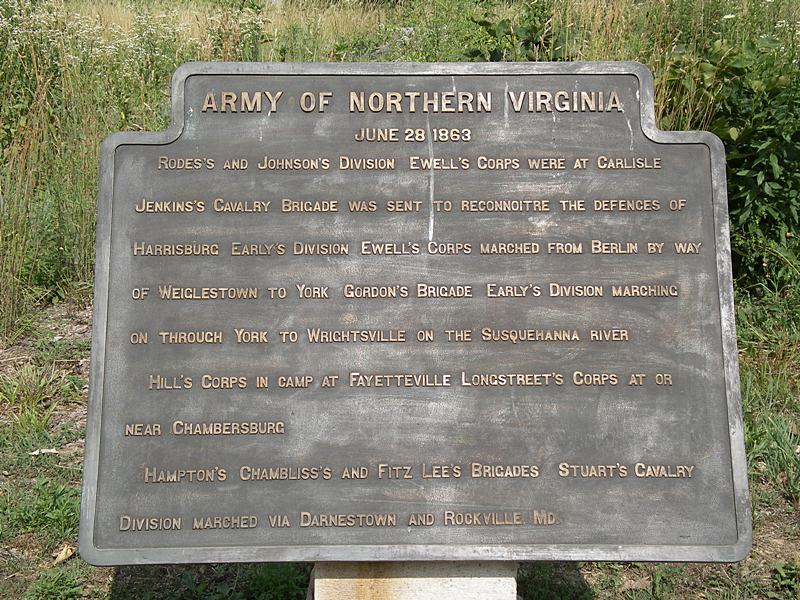 ARMY OF NORTHERN VIRGINIA
JUNE 28 1863
RODES'S AND JOHNSON'S DIVISION EWELL'S CORPS WERE AT CARLISLE
JENKINS'S CAVALRY BRIGADE WAS SENT TO RECONNOITRE THE DEFENCES OF
HARRISBURG EARLY'S DIVISION EWELL'S CORPS MARCHED FROM BERLIN BY WAY
OF WEIGLESTOWN TO YORK GORDON'S BRIGADE EARLY'S DIVISION MARCHING
ON THROUGH YORK TO WRIGHTSVILLE ON THE SUSQUEHANNA RIVER
HILL'S CORPS IN CAMP AT FAYETTEVILLE LONGSTREET'S CORPS AT OR
NEAR CHAMBERSBURG
HAMPTON'S CHAMBLISS'S AND FITZ LEE'S BRIGADES STUART'S CAVALRY
DIVISION MARCHED VIA DARNESTOWN AND ROCKVILLE MD.